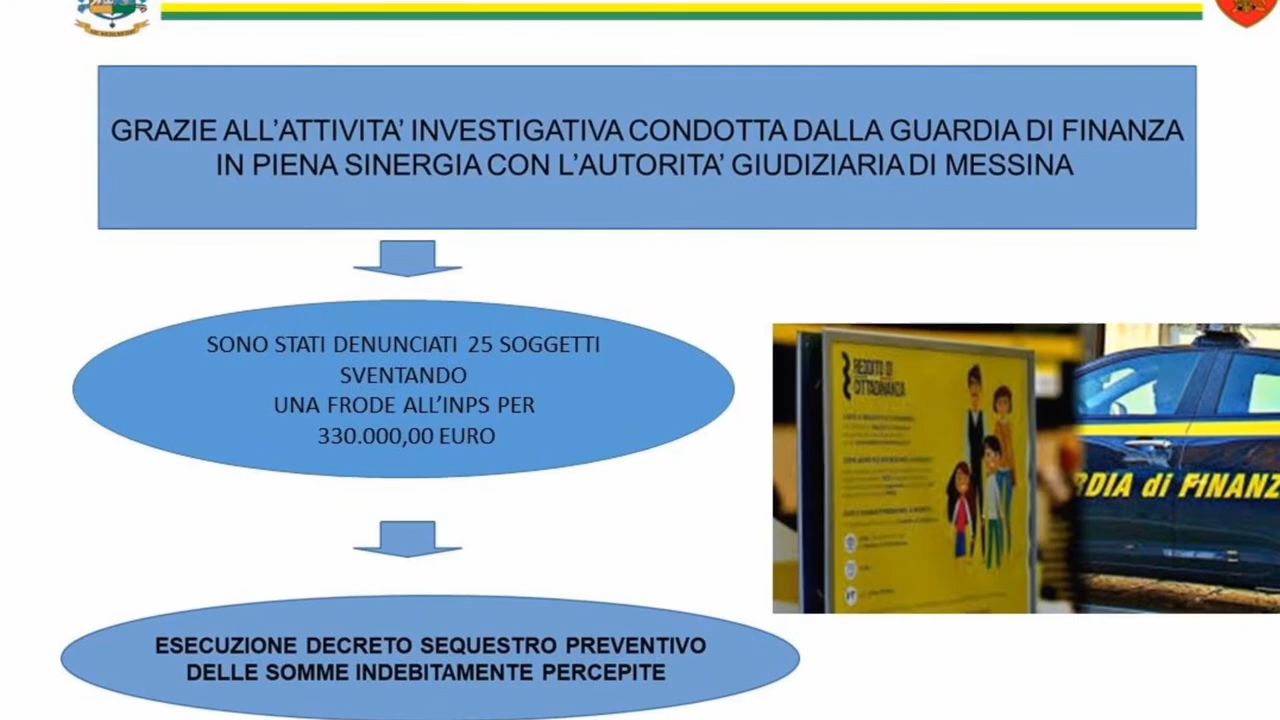 GRAZIE ALL'ATTIVITA' INVESTIGATIVA CONDOTTA DALLA GUARDIA DI FINANZA
IN PIENA SINERGIA CON L'AUTORITA' GIUDIZIARIA DI MESSINA
SONO STATI DENUNCIATI 25 SOGGETTI
SVENTANDO
UNA FRODE ALL'INPS PER
330.000,00 EURO
REDDITO DI
CITTADINANZA
RDIA di FINANZ
ESECUZIONE DECRETO SEQUESTRO PREVENTIVO
DELLE SOMME INDEBITAMENTE PERCEPITE